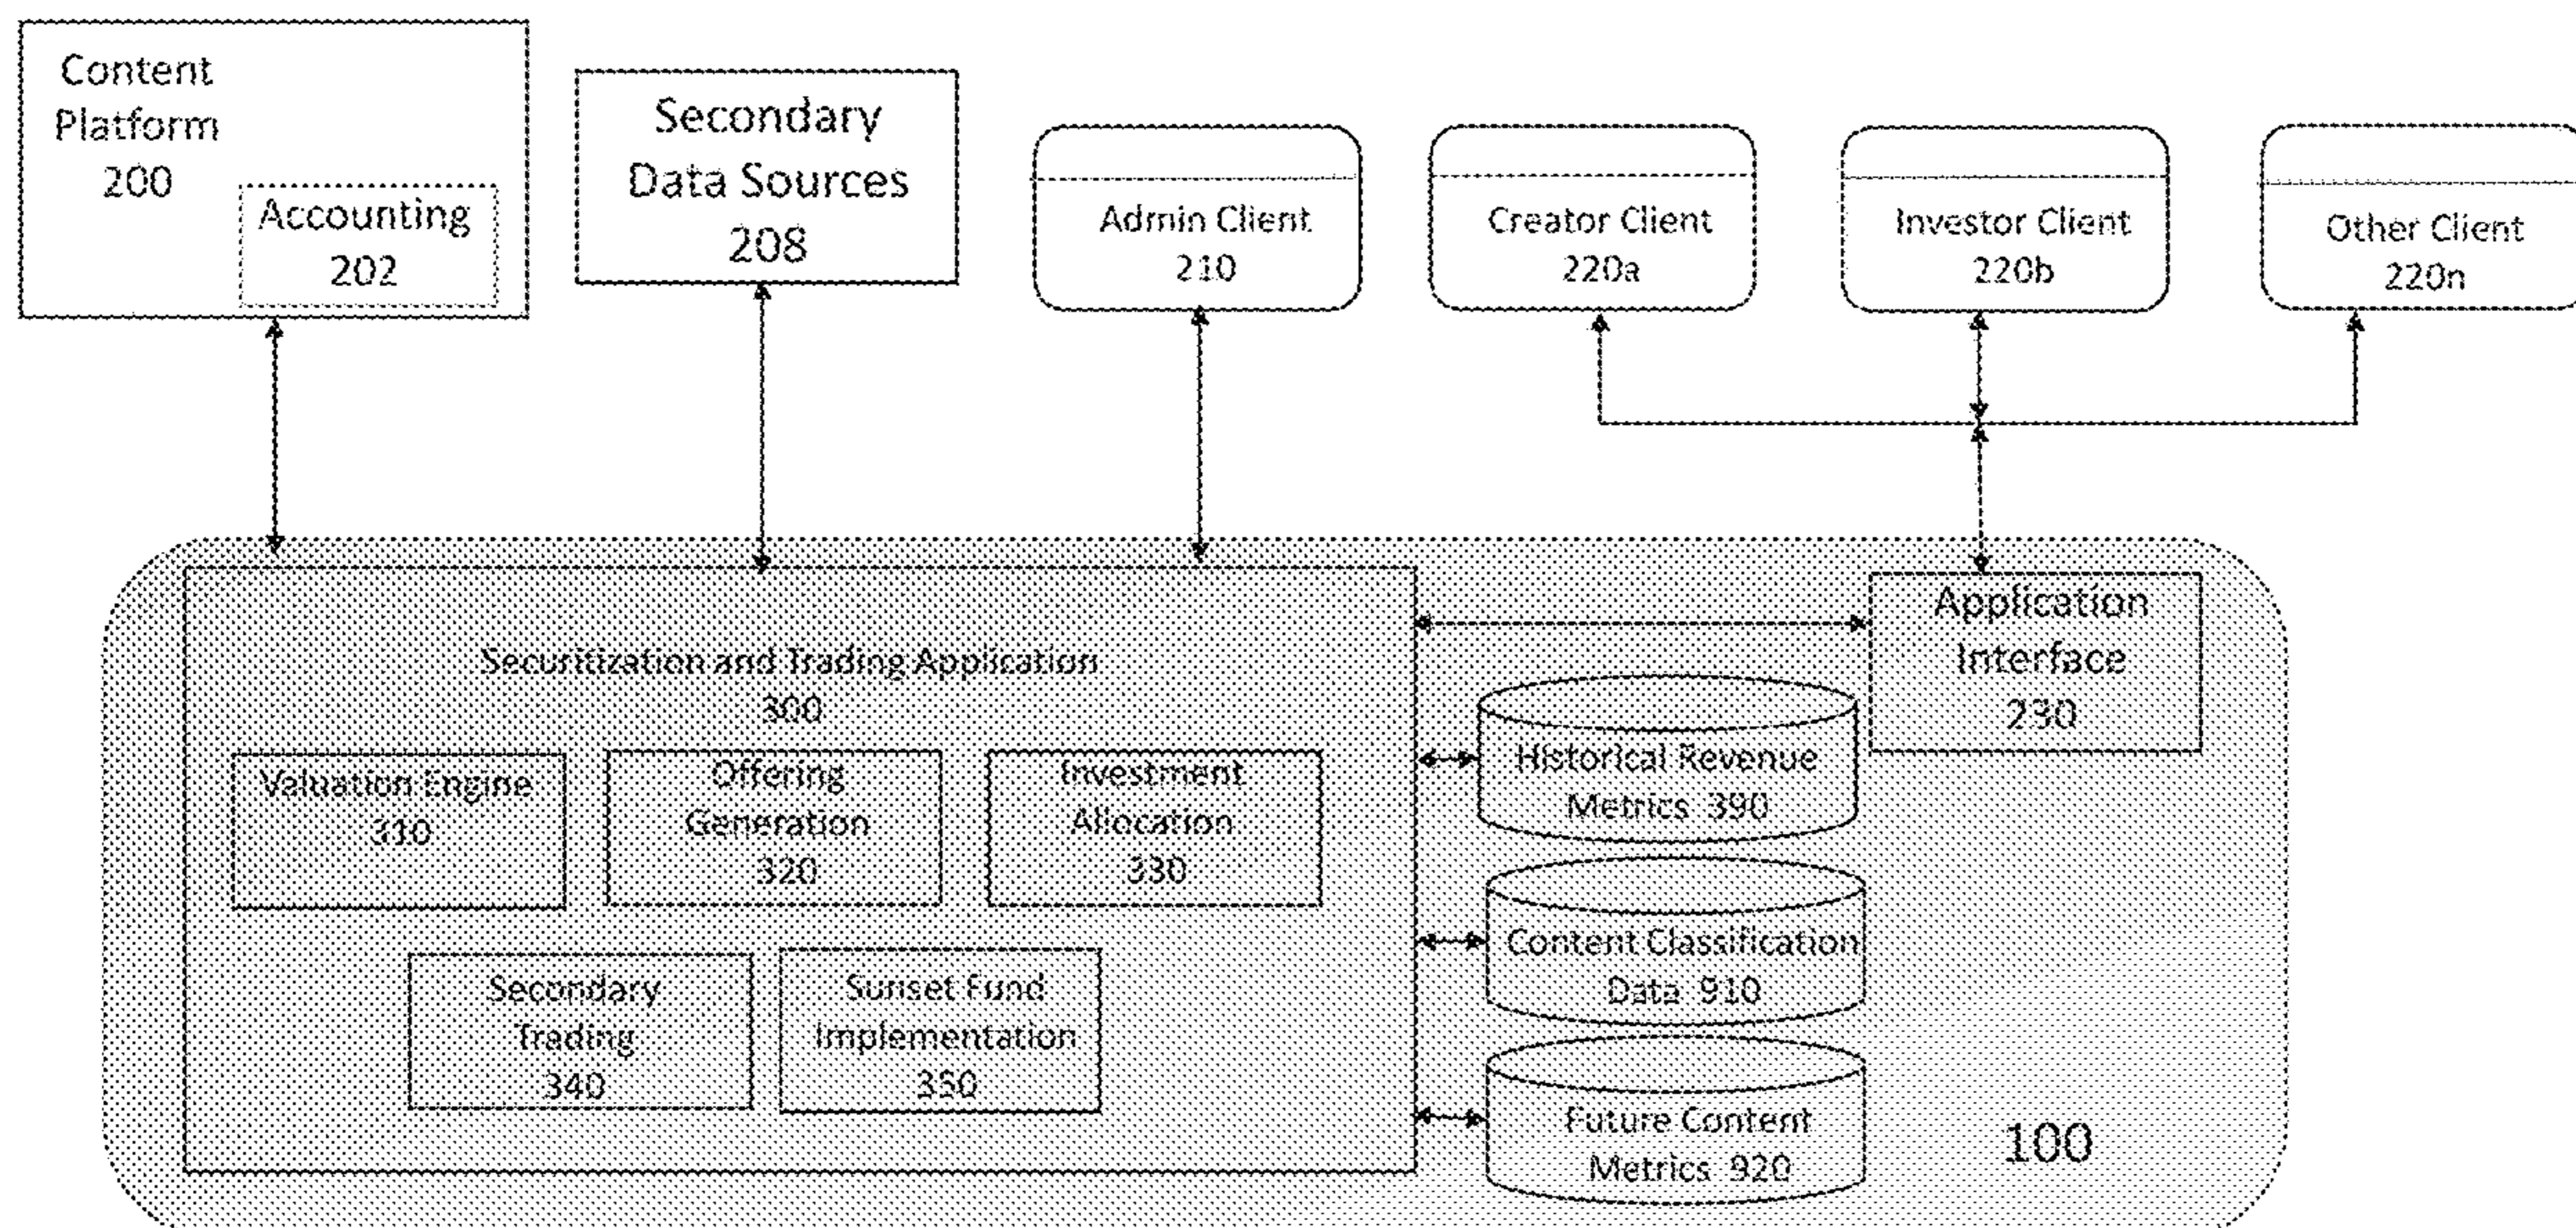 Content
Platform
200
Accounting
202
Secondary
Data Sources
208
Admin Client
210
Creator Client
220a
Investor Client
220b
Other Client
220n
Securitization and Trading Application
300
Valuation Engine
310
Offering
Generation
320
Investment
Allocation
330
Secondary
Trading
340
Sunset Fund
Implementation
350
Application
Interface
230
Historical Revenue
Metrics 390
Content Classification
Data 910
Future Content
Metrics 920
100